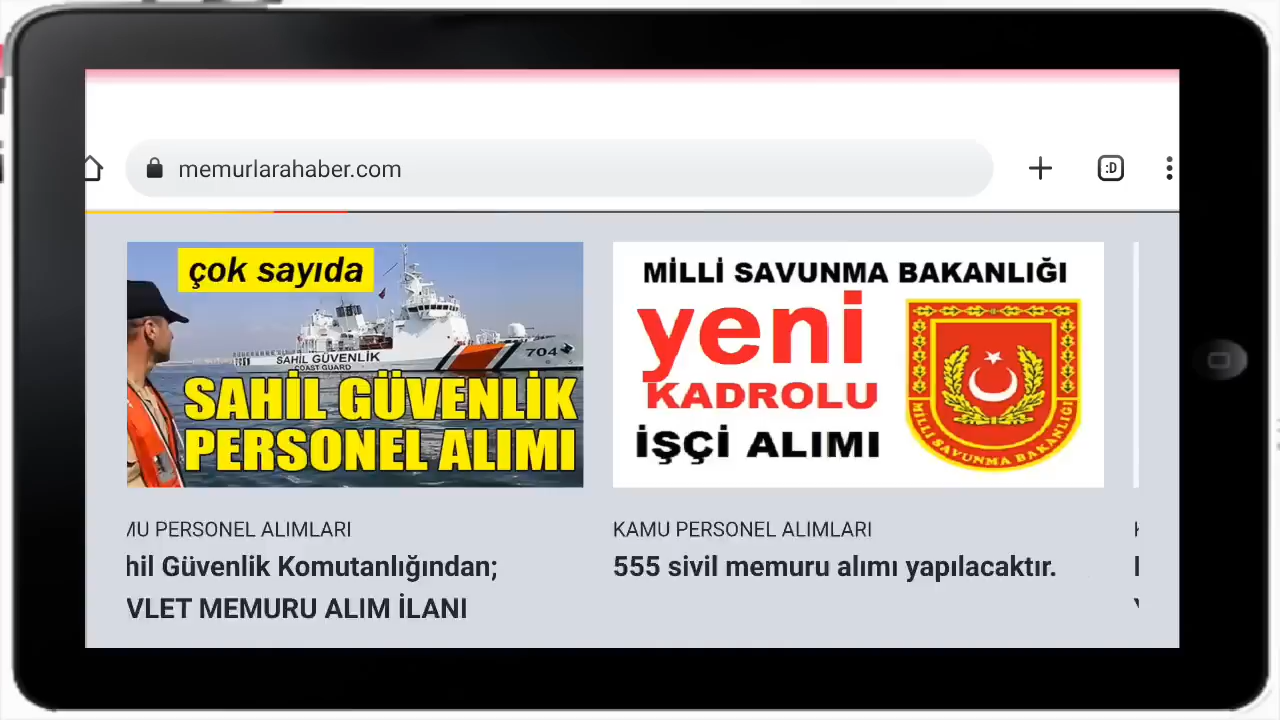 memurlarahaber.com
:D
çok sayıda
SAHİL GÜVENLİK
COAST GUARD
704
SAHİL GÜVENLİK
PERSONEL ALIMI
MİLLİ SAVUNMA BAKANLIĞI
yeni
KADROLU
İŞÇİ ALIMI
MİLLİ SAVUNMA BAKANLIĞI
MU PERSONEL ALIMLARI
hil Güvenlik Komutanlığından;
VLET MEMURU ALIM İLANI
KAMU PERSONEL ALIMLARI
555 sivil memuru alımı yapılacaktır.